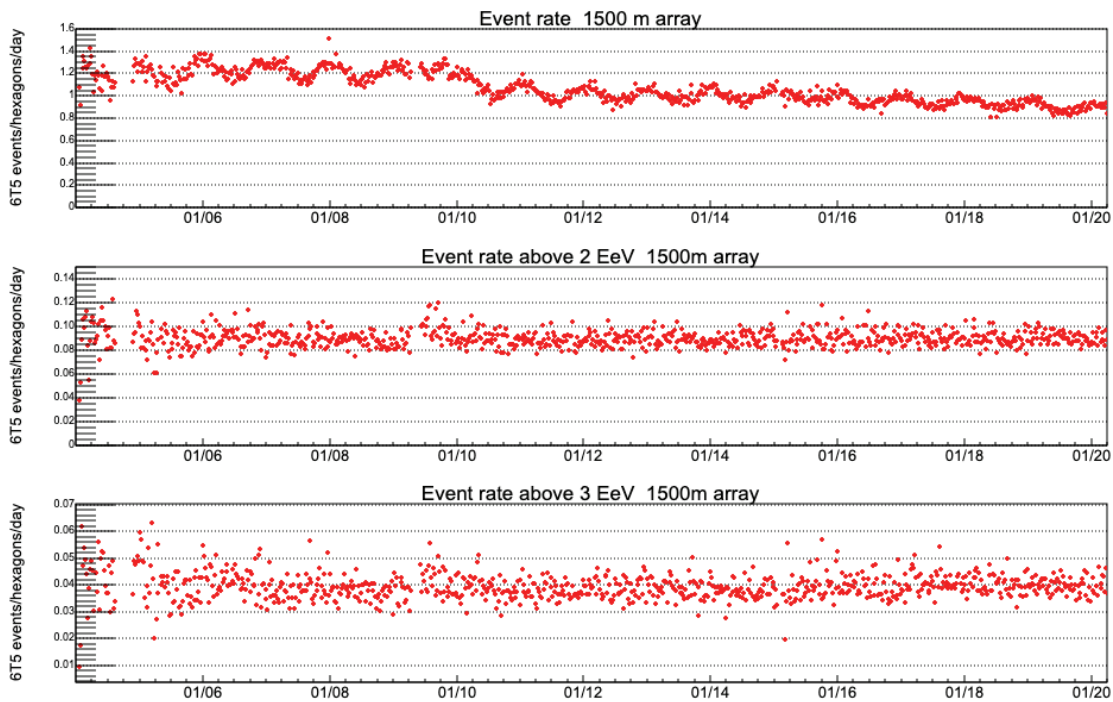 Event rate 1500 m array
6T5 events/hexagons/day
1.6
1.4
1.2
1.0
0.8
0.6
0.4
0.2
0
01/06 01/08 01/10 01/12 01/14 01/16 01/18 01/20
Event rate above 2 EeV 1500m array
6T5 events/hexagons/day
0.14
0.12
0.10
0.08
0.06
0.04
0.02
0
01/06 01/08 01/10 01/12 01/14 01/16 01/18 01/20
Event rate above 3 EeV 1500m array
6T5 events/hexagons/day
0.07
0.06
0.05
0.04
0.03
0.02
0.01
01/06 01/08 01/10 01/12 01/14 01/16 01/18 01/20